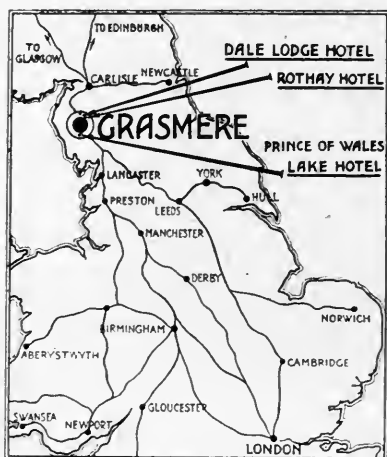 TO EDINBURGH
TO
GLASGOW
DALE LODGE HOTEL
CARLISLE
NEWCASTLE
ROTHAY HOTEL
GRASMERE
PRINCE OF WALES
LAKE HOTEL
LANCASTER
YORK
PRESTON
LEEDS
HULL
MANCHESTER
DERBY
NORWICH
BIRMINGHAM
ABERYSTWYTH
CAMBRIDGE
SWANSEA
NEWPORT
GLOUCESTER
LONDON